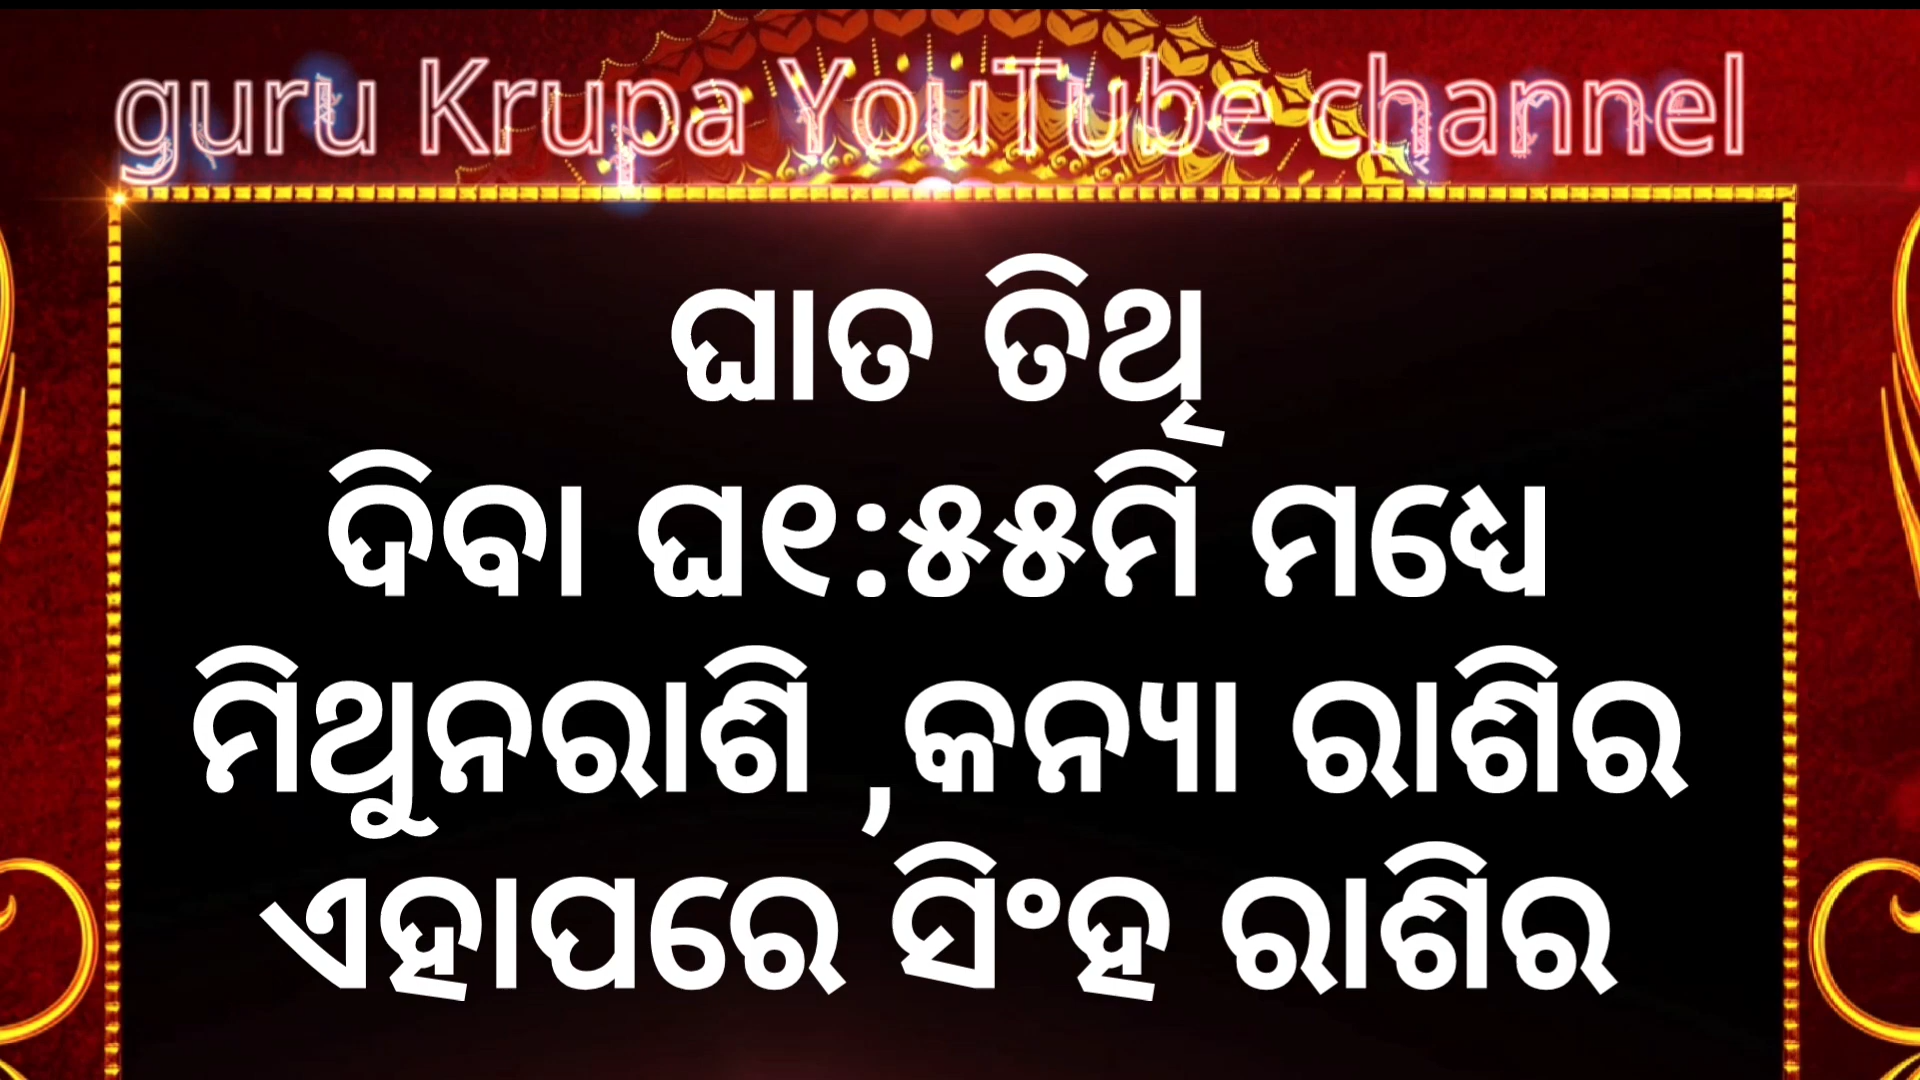 guru Krupa YouTube channel
ଘାତ ତିଥି
ଦିବା ଘ୧:୫୫ମି ମଧ୍ୟେ
ମିଥୁନରାଶି ,କନ୍ୟା ରାଶିର
ଏହାପରେ ସିଂହ ରାଶିର